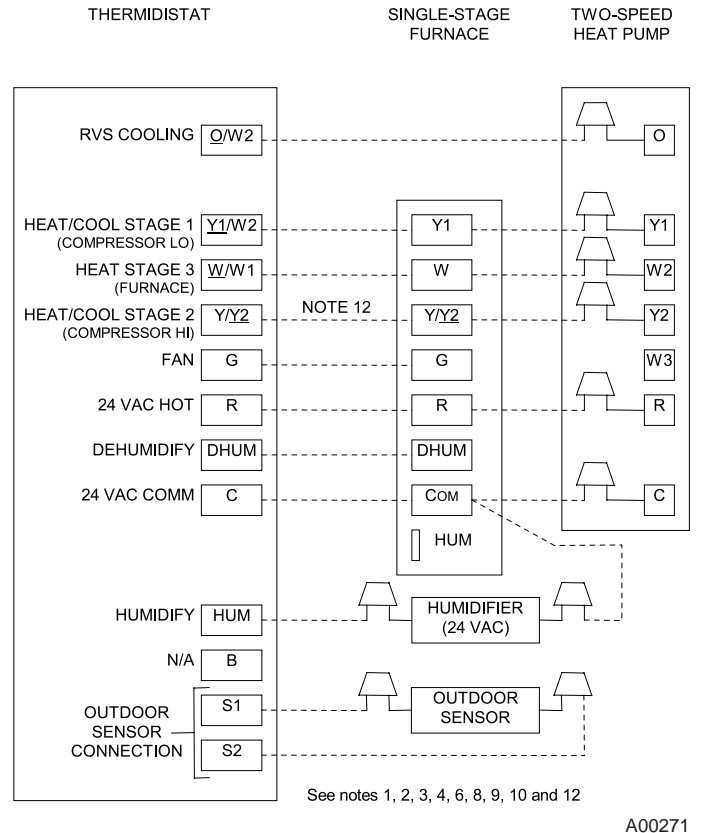 THERMIDISTAT SINGLE-STAGE FURNACE TWO-SPEED HEAT PUMP
RVS COOLING O/W2 O
HEAT/COOL STAGE 1 Y1/W2 Y1 Y1
(COMPRESSOR LO)
HEAT STAGE 3 W/W1 W W2
(FURNACE)
HEAT/COOL STAGE 2 Y/Y2 NOTE 12 Y/Y2 Y2
(COMPRESSOR HI)
FAN G G W3
24 VAC HOT R R R
DEHUMIDIFY DHUM DHUM
24 VAC COMM C COM C
HUM
HUMIDIFY HUM HUMIDIFIER
(24 VAC)
N/A B
OUTDOOR
SENSOR
CONNECTION
S1
S2
OUTDOOR
SENSOR
See notes 1, 2, 3, 4, 6, 8, 9, 10 and 12
A00271